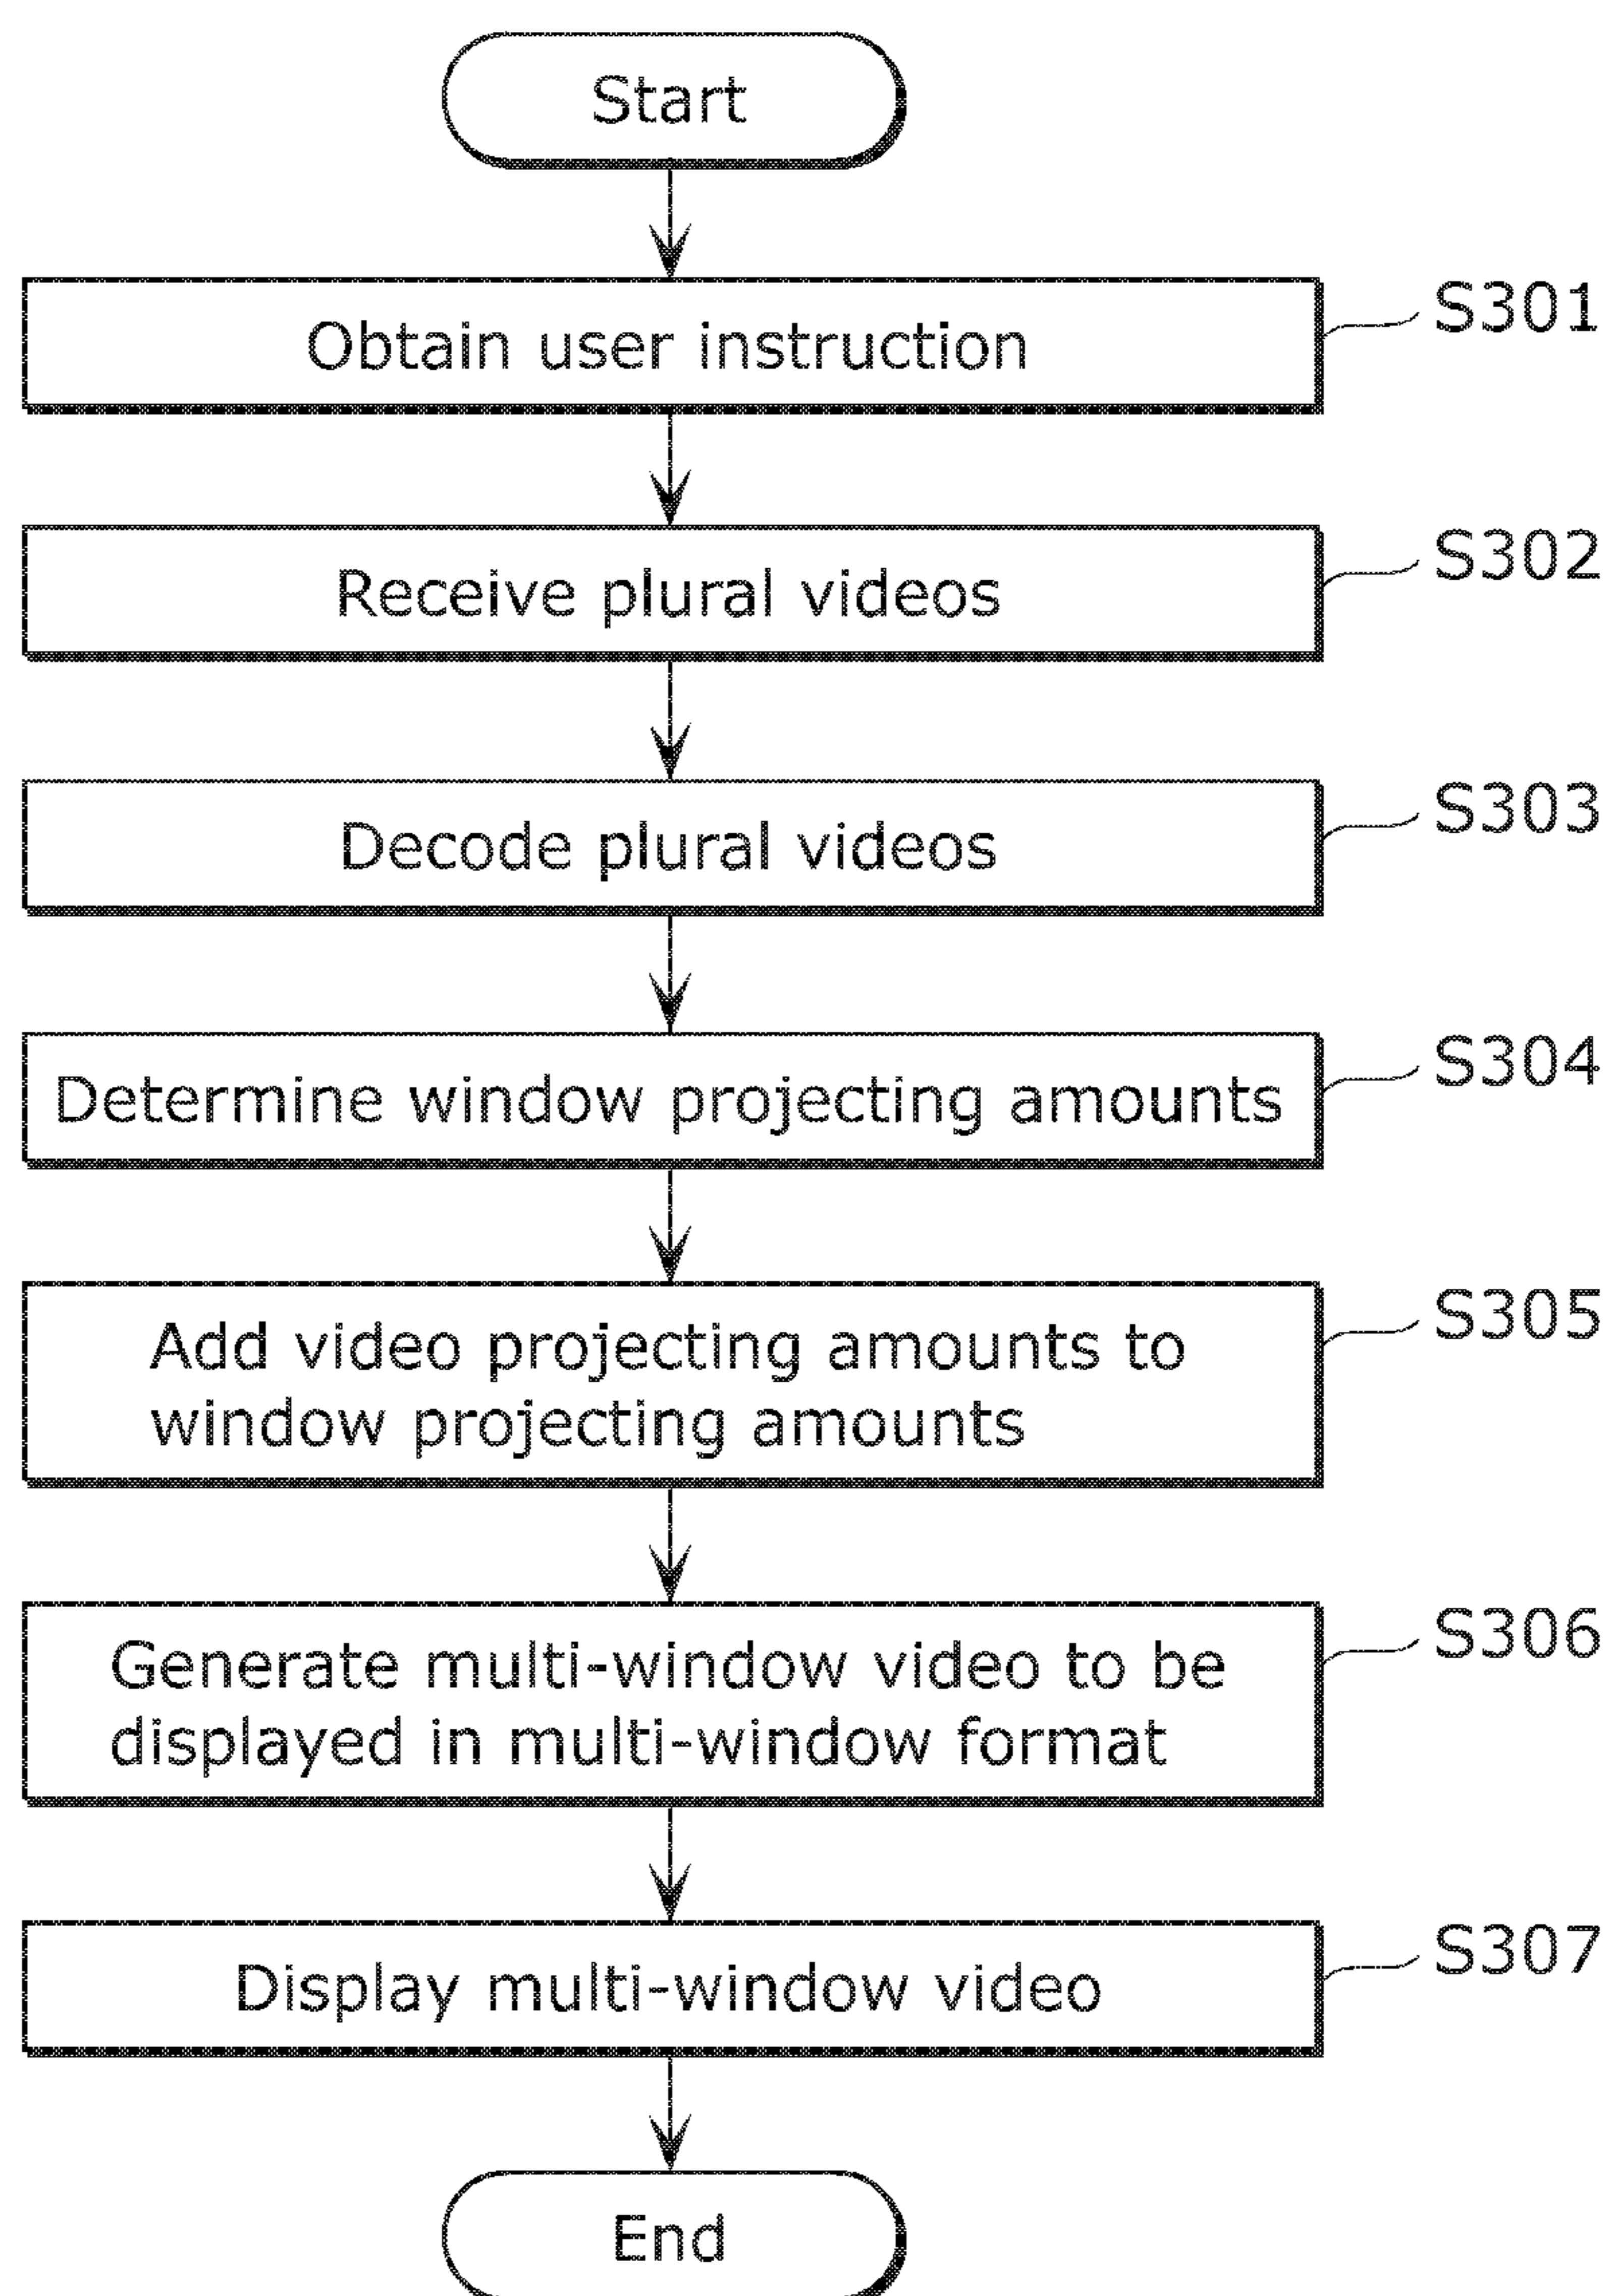 Start
Obtain user instruction
S301
Receive plural videos
S302
Decode plural videos
S303
Determine window projecting amounts
S304
Add video projecting amounts to
window projecting amounts
S305
Generate multi-window video to be
displayed in multi-window format
S306
Display multi-window video
S307
End